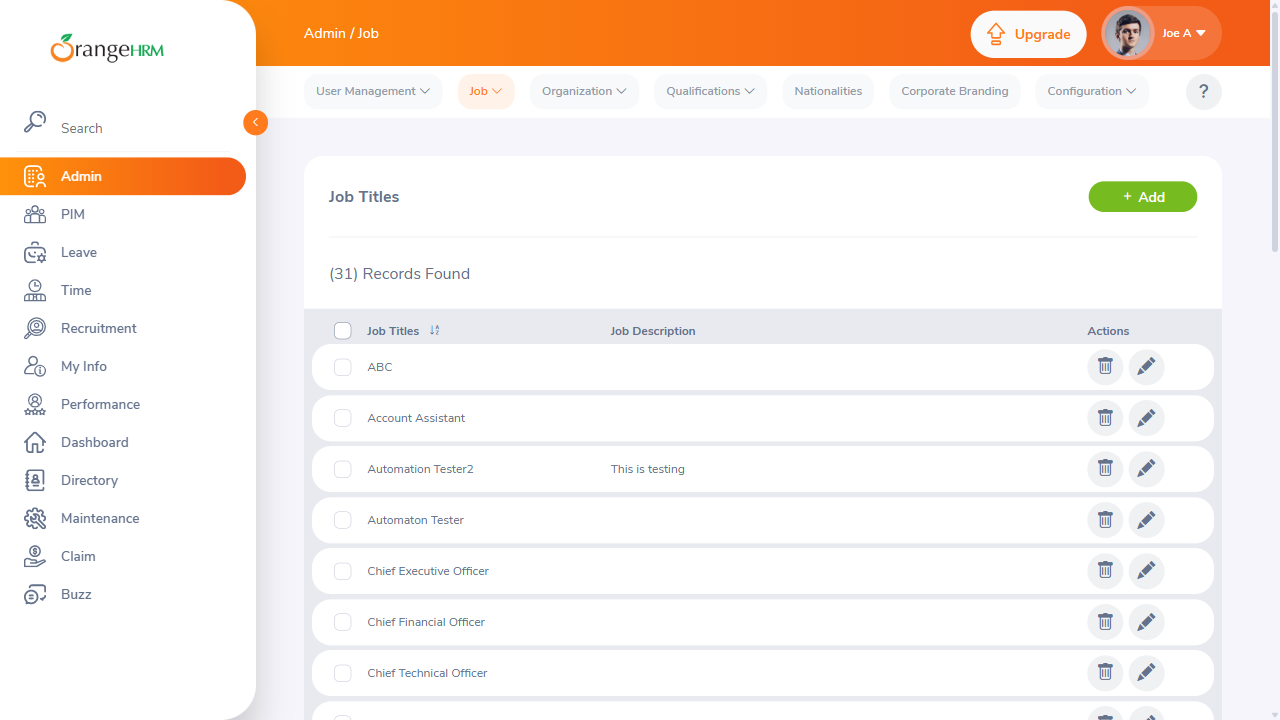 OrangeHRM
Search
Admin
PIM
Leave
Time
Recruitment
My Info
Performance
Dashboard
Directory
Maintenance
Claim
Buzz
Admin / Job
Upgrade
Joe A
User Management
Job
Organization
Qualifications
Nationalities
Corporate Branding
Configuration
?
Job Titles
+ Add
(31) Records Found
Job Titles
Job Description
Actions
ABC
Account Assistant
Automation Tester2
This is testing
Automaton Tester
Chief Executive Officer
Chief Financial Officer
Chief Technical Officer